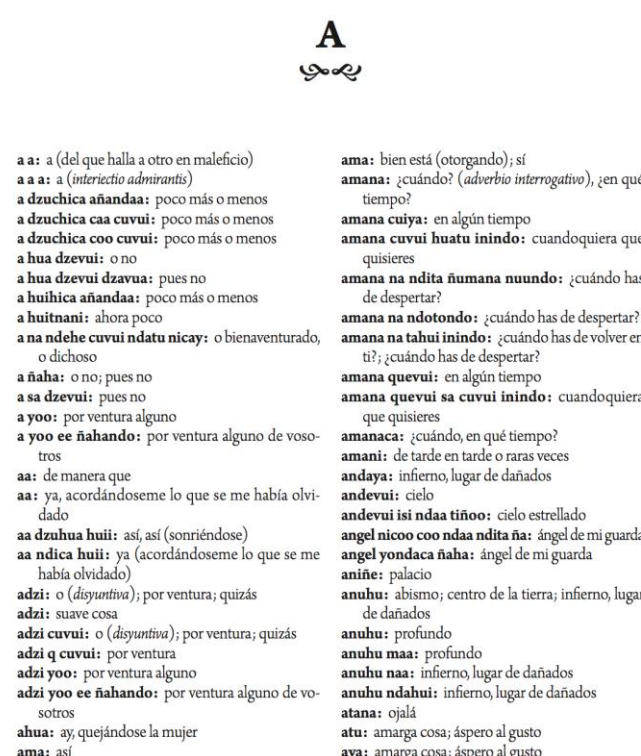 A
a a: a (del que halla a otro en maleficio)
a a a: a (interiectio admirantis)
a dzuchica añandaa: poco más o menos
a dzuchica caa cuvui: poco más o menos
a dzuchica coo cuvui: poco más o menos
a hua dzevui: o no
a hua dzevui dzavua: pues no
a huihica añandaa: poco más o menos
a huitnani: ahora poco
a na ndehe cuvui ndatu nicay: o bienaventurado,
o dichoso
a ñaha: o no; pues no
a sa dzevui: pues no
a yoo: por ventura alguno
a yoo ee ñahando: por ventura alguno de voso-
tros
aa: de manera que
aa: ya, acordándoseme lo que se me había olvi-
dado
aa dzuhua huii: así, así (sonriéndose)
aa ndica huii: ya (acordándoseme lo que se me
había olvidado)
adzi: o (disyuntiva); por ventura; quizás
adzi: suave cosa
adzi cuvui: o (disyuntiva); por ventura; quizás
adzi q cuvui: por ventura
adzi yoo: por ventura alguno
adzi yoo ee ñahando: por ventura alguno de vo-
sotros
ahua: ay, quejándose la mujer
ama: así
ama: bien está (otorgando); sí
amana: ¿cuándo? (adverbio interrogativo), ¿en qué
tiempo?
amana cuiya: en algún tiempo
amana cuvui huatu inindo: cuandoquiera que
quisieres
amana na ndita ñumana nuundo: ¿cuándo has
de despertar?
amana na ndotondo: ¿cuándo has de despertar?
amana na tahui inindo: ¿cuándo has de volver en
ti?; ¿cuándo has de despertar?
amana quevui: en algún tiempo
amana quevui sa cuvui inindo: cuandoquiera
que quisieres
amanaca: ¿cuándo, en qué tiempo?
amani: de tarde en tarde o raras veces
andaya: infierno, lugar de dañados
andevui: cielo
andevui isi ndaa tiñoo: cielo estrellado
angel nicoo coo ndaa ndita ña: ángel de mi guarda
angel yondaca ñaha: ángel de mi guarda
aniñe: palacio
anuhu: abismo; centro de la tierra; infierno, lugar
de dañados
anuhu: profundo
anuhu maa: profundo
anuhu naa: infierno, lugar de dañados
anuhu ndahui: infierno, lugar de dañados
atana: ojalá
atu: amarga cosa; áspero al gusto
aya: amarga cosa; áspero al gusto